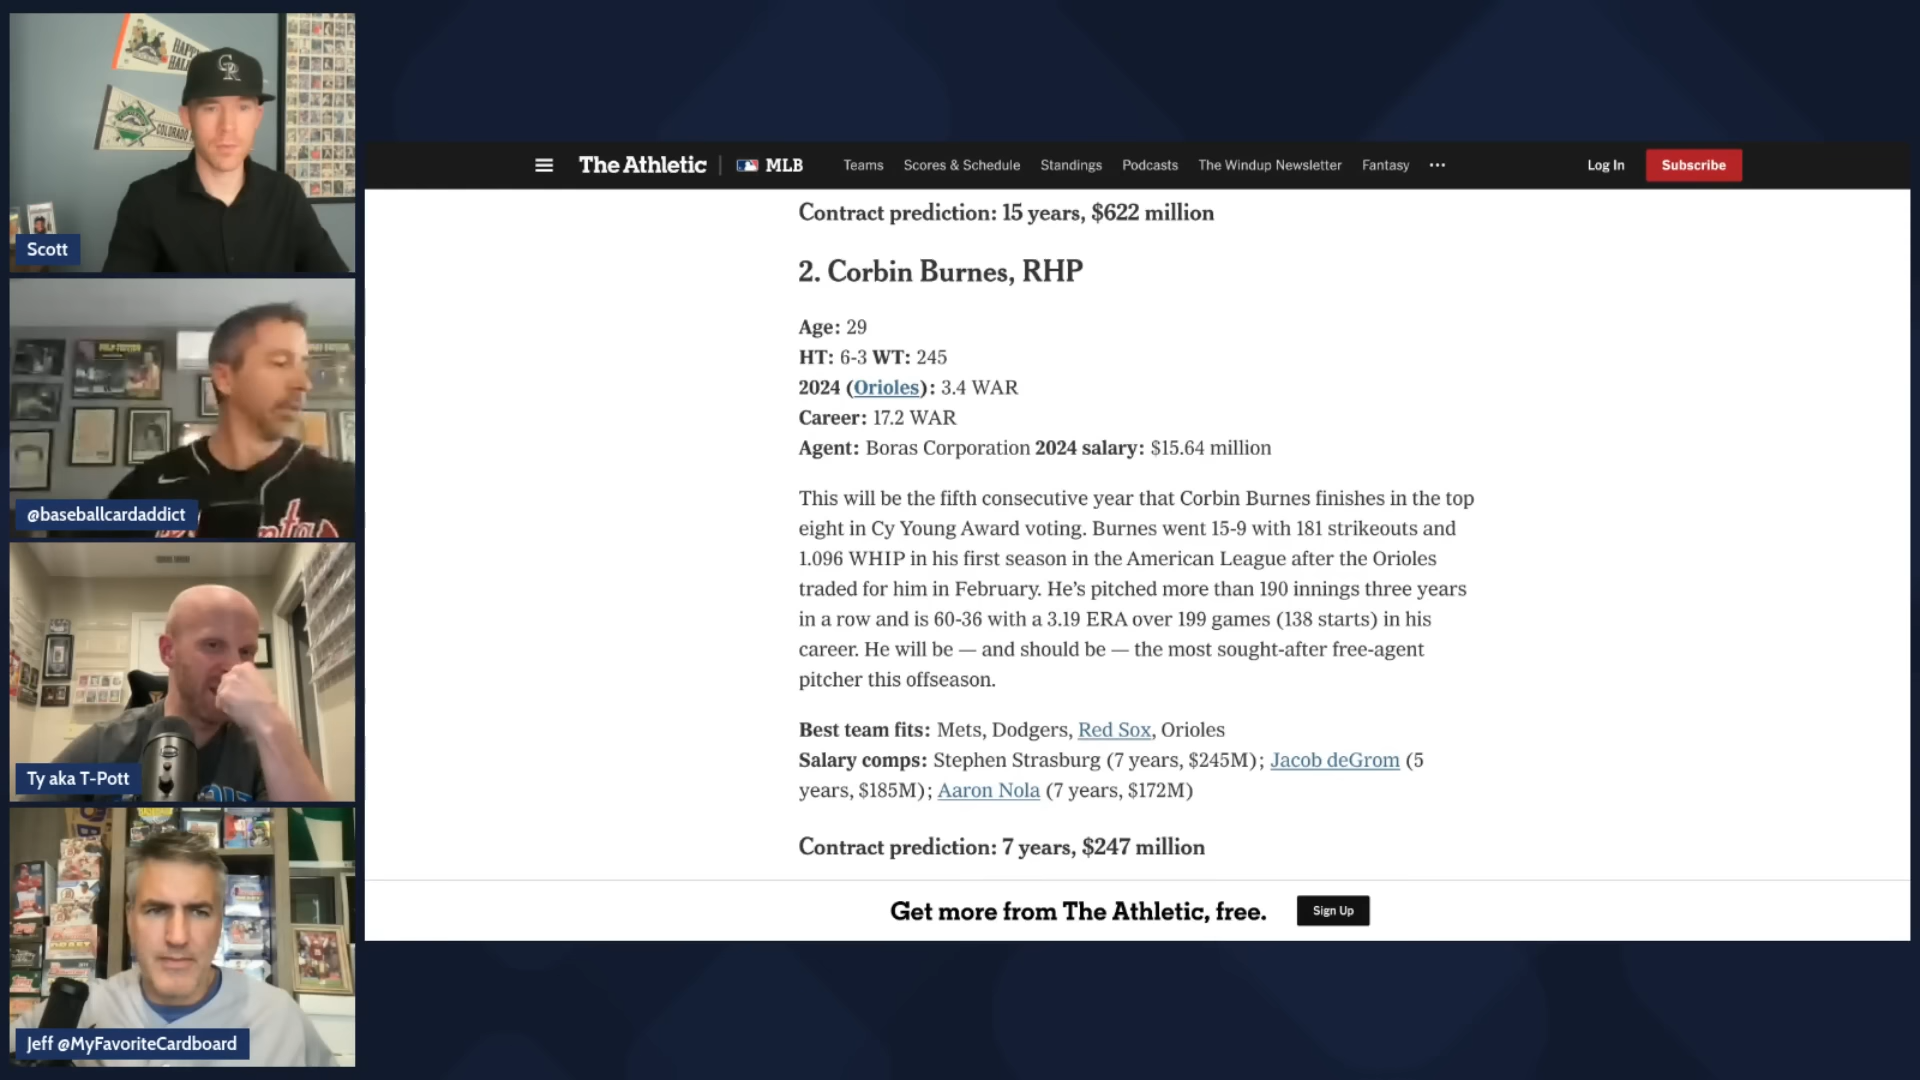 HAPP
HAL
COLORADO
CR
Scott
PULP FICTION
@baseballcardaddict
Ty aka T-Pott
DRAFT
Jeff @MyFavoriteCardboard
The Athletic | MLB Teams Scores & Schedule Standings Podcasts The Windup Newsletter Fantasy ··· Log In Subscribe
Contract prediction: 15 years, $622 million
2. Corbin Burnes, RHP
Age: 29
HT: 6-3 WT: 245
2024 (Orioles): 3.4 WAR
Career: 17.2 WAR
Agent: Boras Corporation 2024 salary: $15.64 million
This will be the fifth consecutive year that Corbin Burnes finishes in the top
eight in Cy Young Award voting. Burnes went 15-9 with 181 strikeouts and
1.096 WHIP in his first season in the American League after the Orioles
traded for him in February. He’s pitched more than 190 innings three years
in a row and is 60-36 with a 3.19 ERA over 199 games (138 starts) in his
career. He will be — and should be — the most sought-after free-agent
pitcher this offseason.
Best team fits: Mets, Dodgers, Red Sox, Orioles
Salary comps: Stephen Strasburg (7 years, $245M); Jacob deGrom (5
years, $185M); Aaron Nola (7 years, $172M)
Contract prediction: 7 years, $247 million
Get more from The Athletic, free. Sign Up